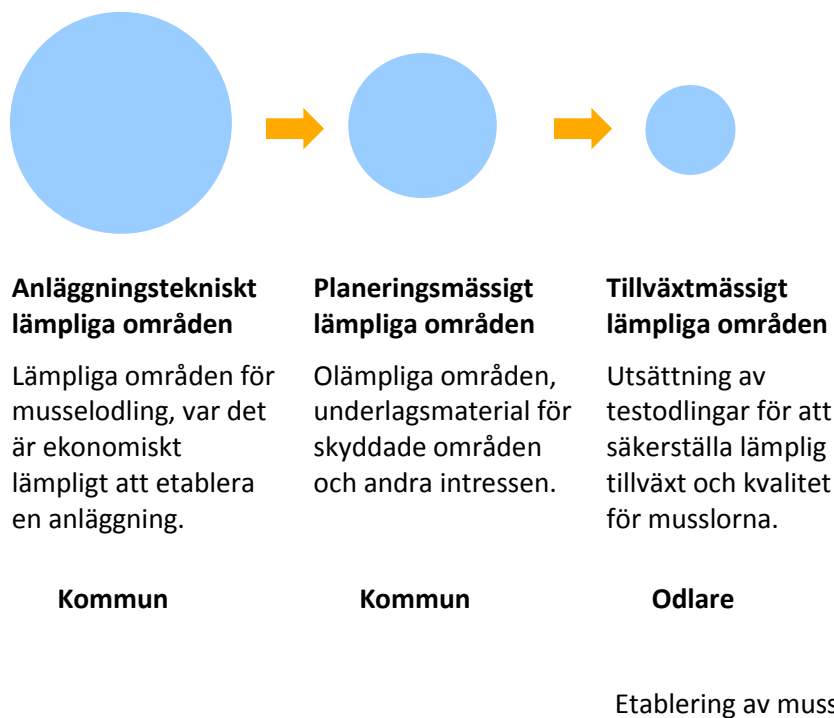 Anläggningstekniskt
lämpliga områden
Lämpliga områden för
musselodling, var det
är ekonomiskt
lämpligt att etablera
en anläggning.
Kommun
Planeringsmässigt
lämpliga områden
Olämpliga områden,
underlagsmaterial för
skyddade områden
och andra intressen.
Kommun
Tillväxtmässigt
lämpliga områden
Utsättning av
testodlingar för att
säkerställa lämplig
tillväxt och kvalitet
för musslorna.
Odlare
Etablering av muss